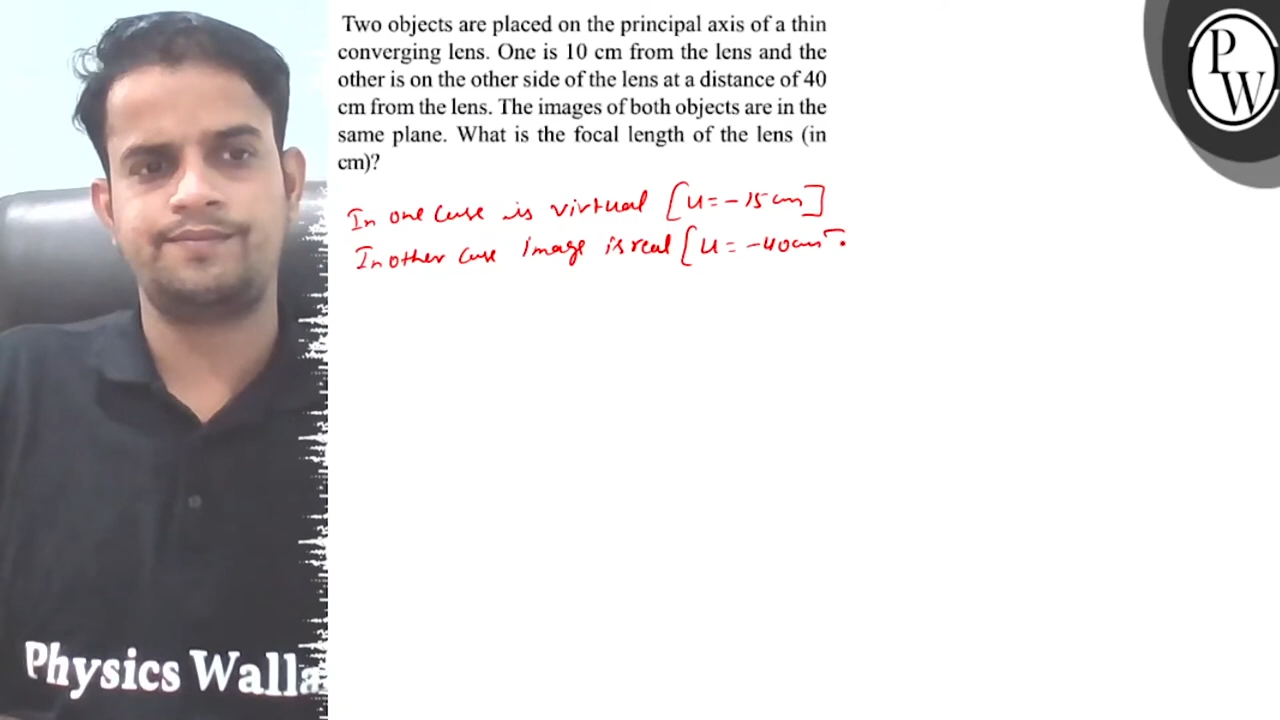 Two objects are placed on the principal axis of a thin
converging lens. One is 10 cm from the lens and the
other is on the other side of the lens at a distance of 40
cm from the lens. The images of both objects are in the
same plane. What is the focal length of the lens (in
cm)?
In one case is virtual [u = -15 cm]
In other case image is real [u = -40cm
PW
Physics Walla